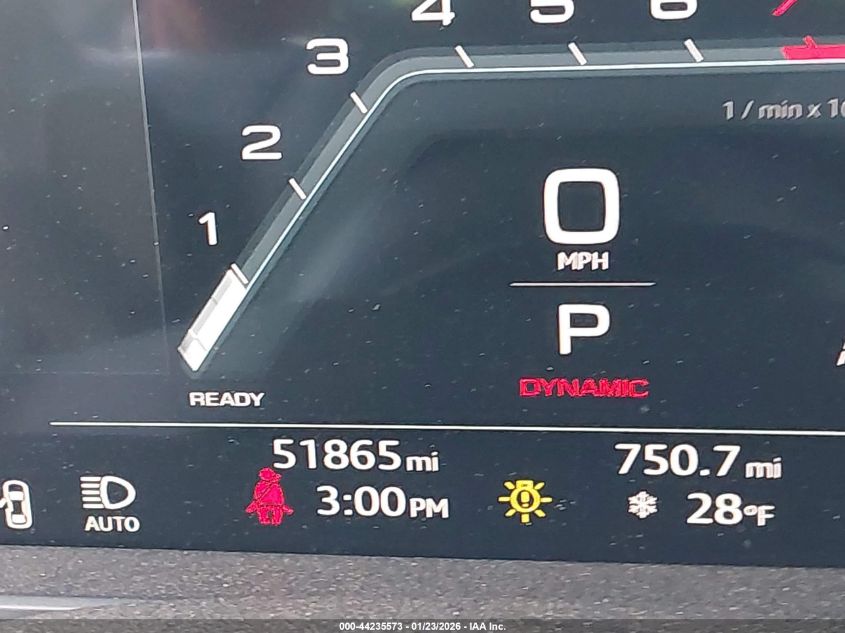 4 5 6 7
3
2
1
1 / min x 10
0
MPH
P
DYNAMIC
READY
51865 mi 750.7 mi
AUTO 3:00 PM 28°F
000-44235573 - 01/23/2026 - IAA Inc.